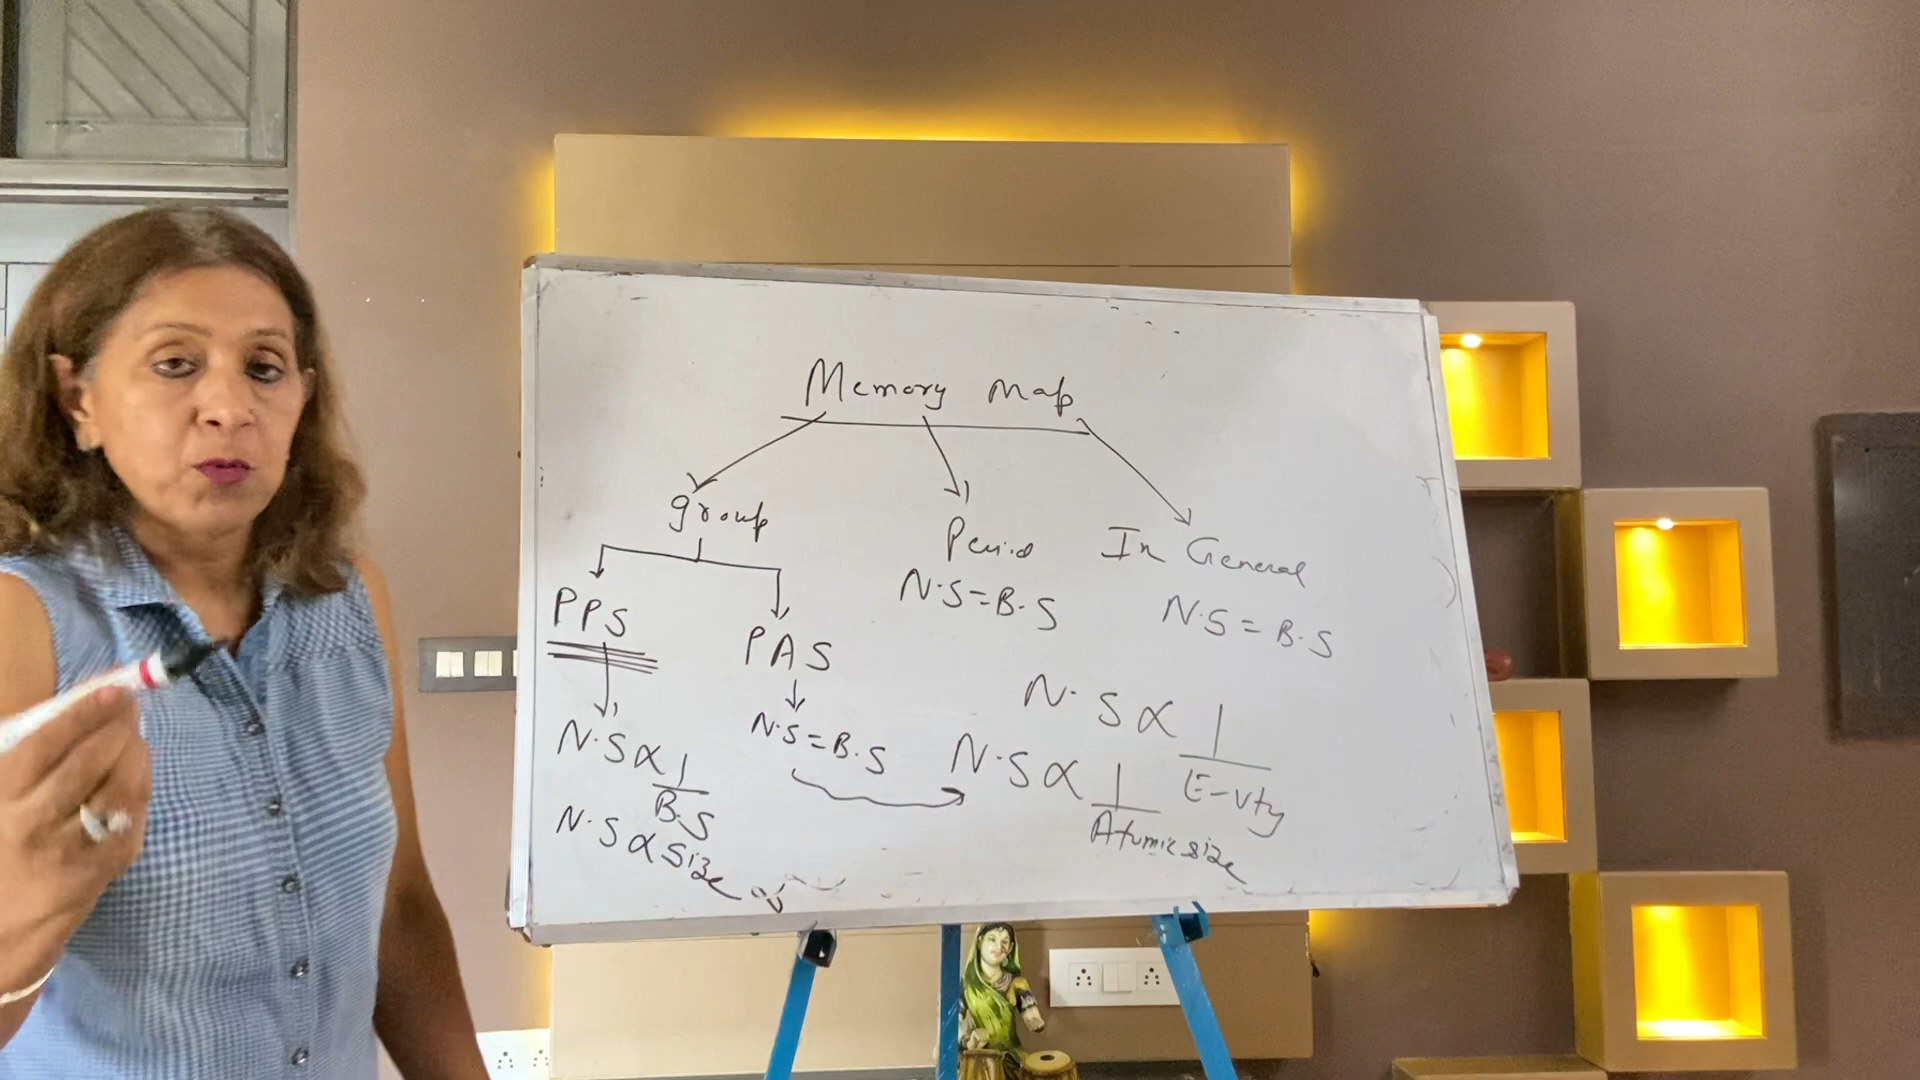 Memory Map
group
Period
In General
PPS
PAS
N.S = B.S
N.S = B.S
N.S ∝ 1/B.S
N.S ∝ Size
N.S = B.S
N.S ∝ 1/E-vty
N.S ∝ 1/Atomic size